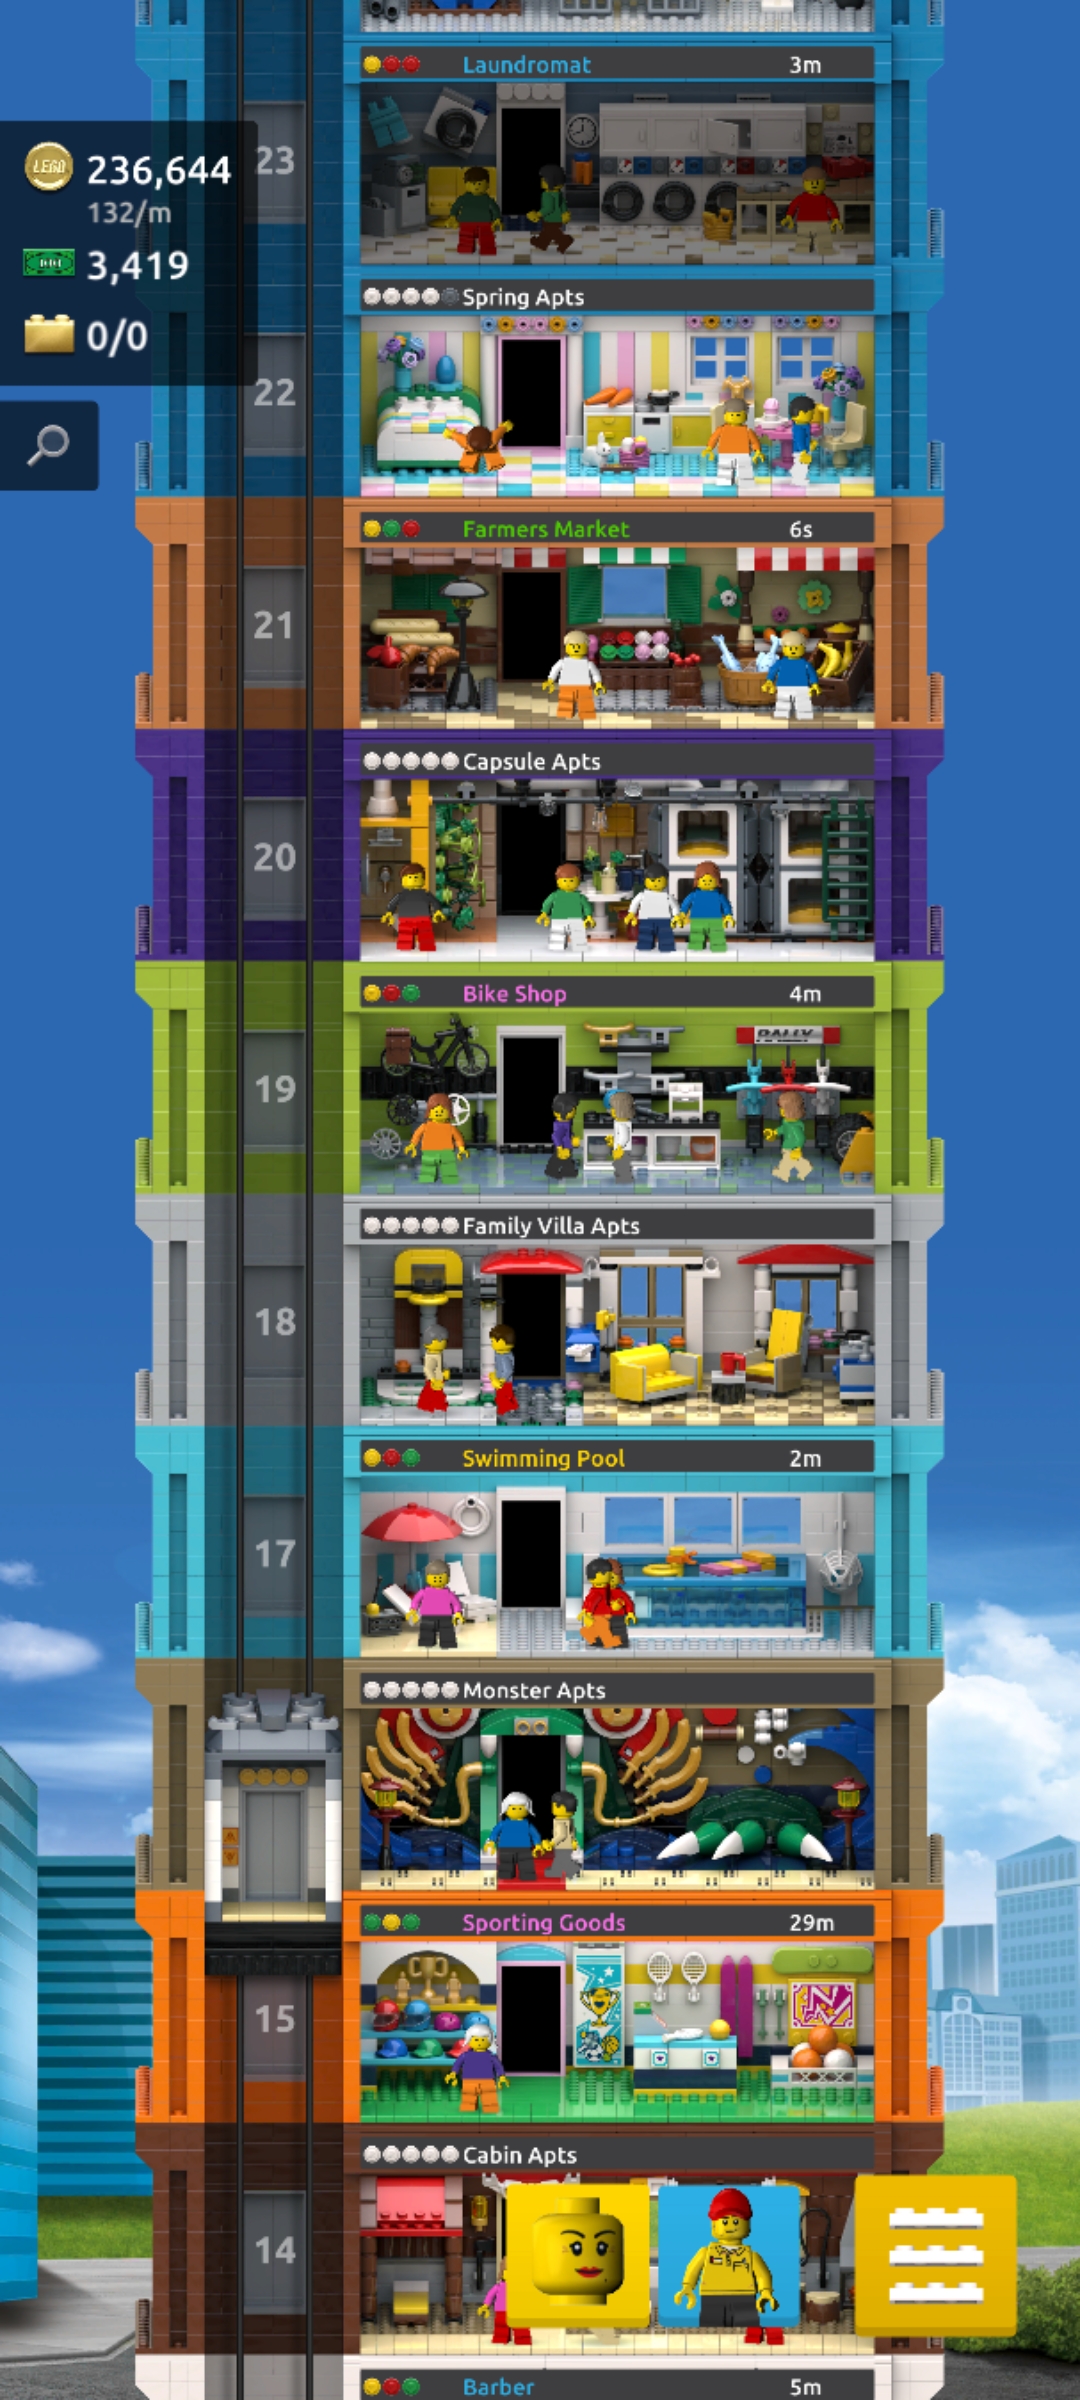 Laundromat 3m
LEGO 236,644
23
132/m
3,419
Spring Apts
0/0
22
Farmers Market 6s
21
Capsule Apts
20
Bike Shop 4m
RALLY
19
Family Villa Apts
18
Swimming Pool 2m
17
Monster Apts
Sporting Goods 29m
15
Cabin Apts
14
Barber 5m